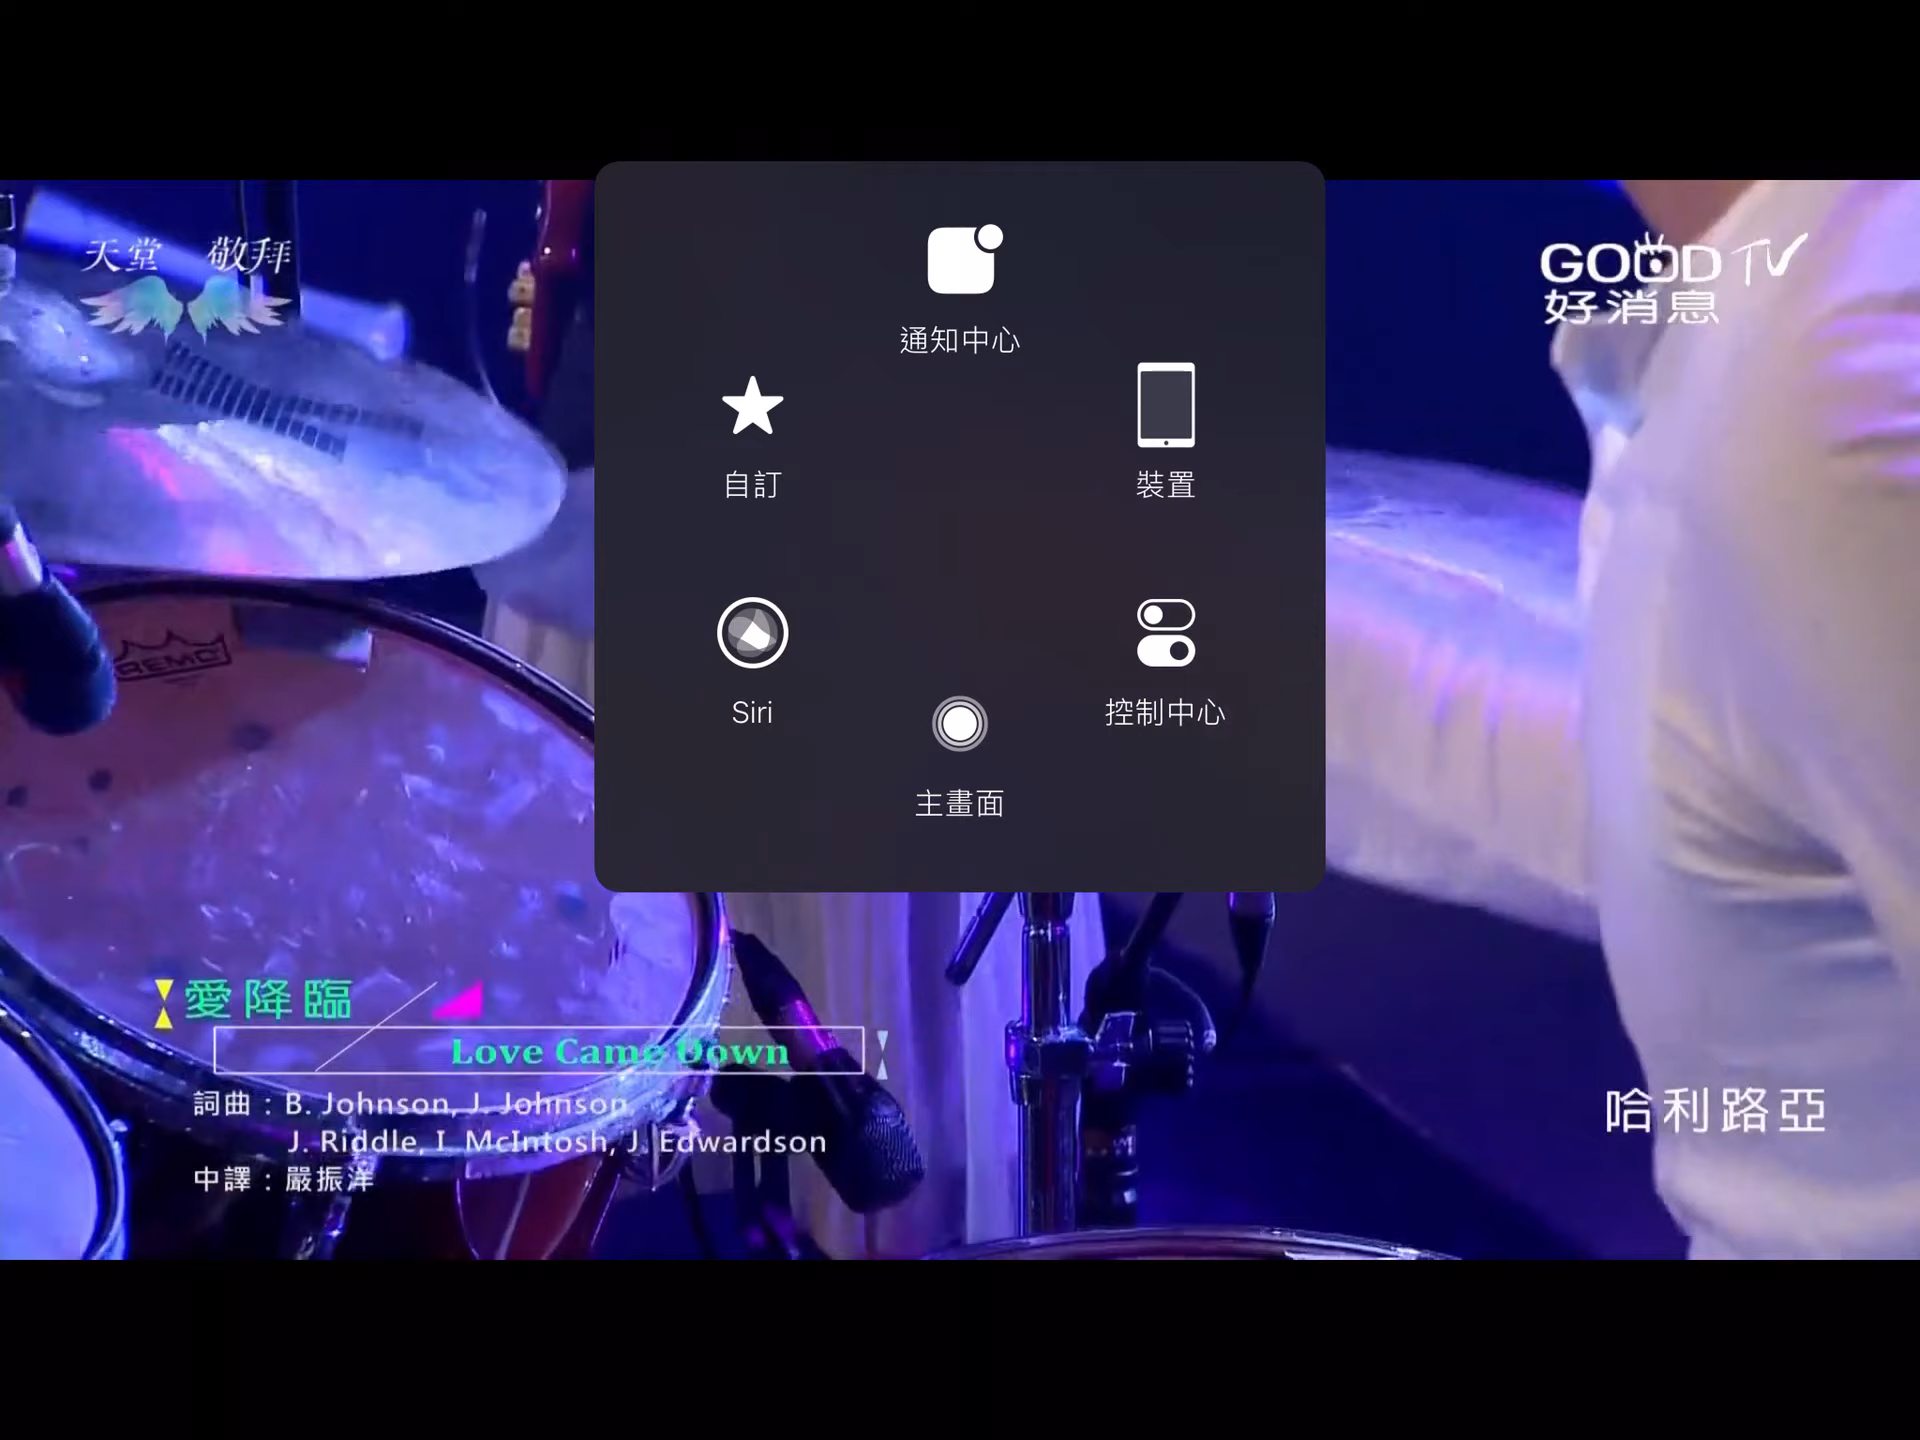 天堂 敬拜
GOOD TV
好消息
通知中心
自訂
裝置
Siri
控制中心
主畫面
REMO
愛降臨
Love Came Down
詞曲：B. Johnson, J. Johnson,
J. Riddle, I McIntosh, J. Edwardson
中譯：嚴振洋
哈利路亞